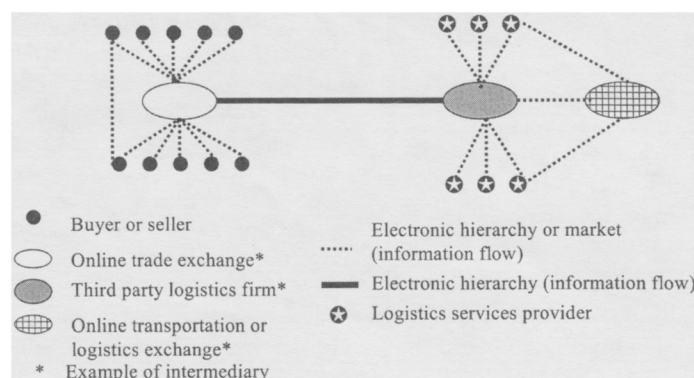 Buyer or seller
Online trade exchange*
Third party logistics firm*
Online transportation or
logistics exchange*
* Example of intermediary
Electronic hierarchy or market
(information flow)
Electronic hierarchy (information flow)
Logistics services provider